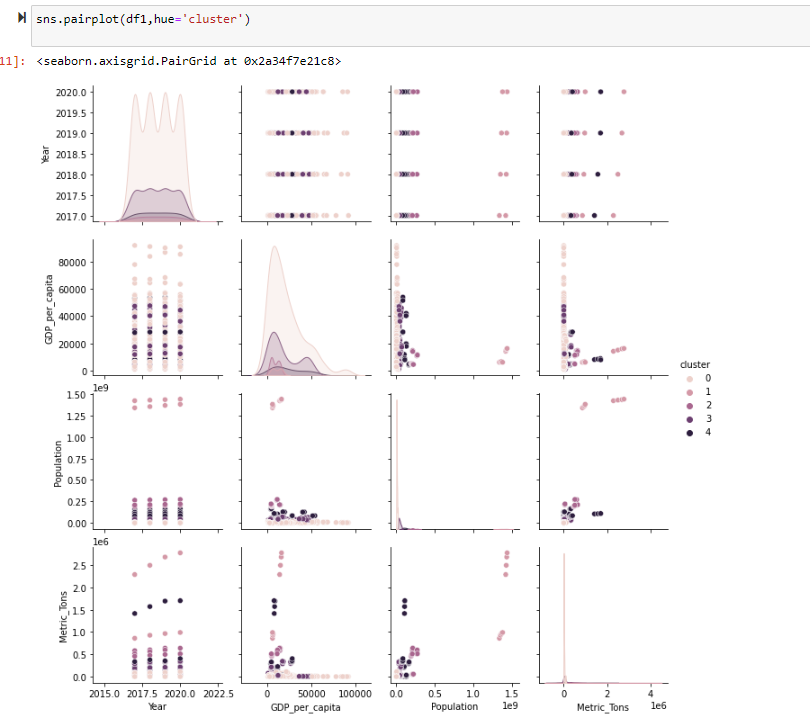 sns.pairplot(df1,hue='cluster')
11]: <seaborn.axisgrid.PairGrid at 0x2a34f7e21c8>
2020.0
2019.5
2019.0
2018.5
2018.0
2017.5
2017.0
Year
80000
60000
40000
20000
0
GDP_per_capita
1e9
1.50
1.25
1.00
0.75
0.50
0.25
0.00
Population
1e6
2.5
2.0
1.5
1.0
0.5
0.0
Metric_Tons
2015.0 2017.5 2020.0 2022.5
Year
0 50000 100000
GDP_per_capita
0.0 0.5 1.0 1.5
1e9
Population
0 2 4
1e6
Metric_Tons
cluster
0
1
2
3
4